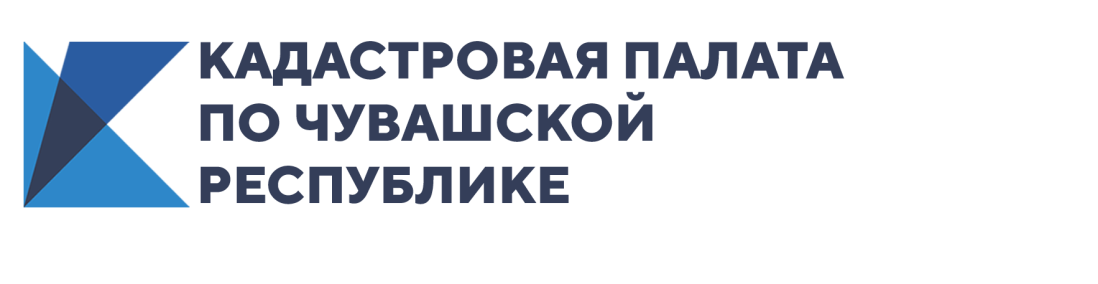 КАДАСТРОВАЯ ПАЛАТА
ПО ЧУВАШСКОЙ
РЕСПУБЛИКЕ